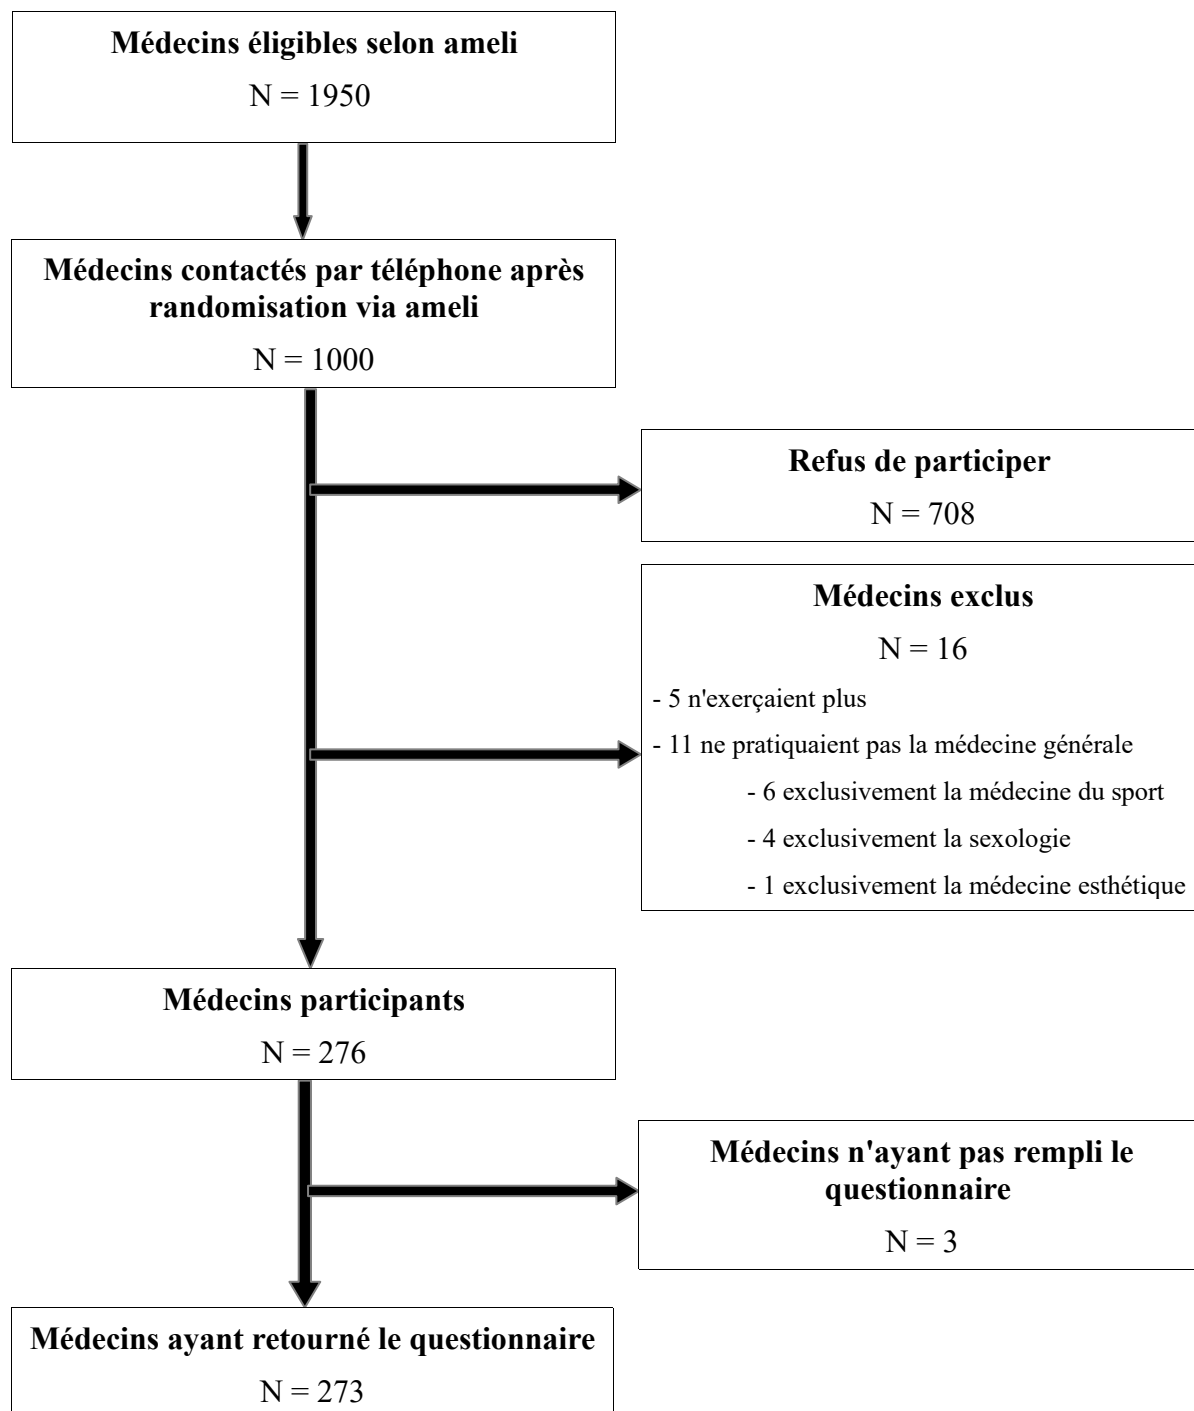 Médecins éligibles selon ameli
N = 1950
Médecins contactés par téléphone après
randomisation via ameli
N = 1000
Refus de participer
N = 708
Médecins exclus
N = 16
- 5 n'exerçaient plus
- 11 ne pratiquaient pas la médecine générale
- 6 exclusivement la médecine du sport
- 4 exclusivement la sexologie
- 1 exclusivement la médecine esthétique
Médecins participants
N = 276
Médecins n'ayant pas rempli le
questionnaire
N = 3
Médecins ayant retourné le questionnaire
N = 273